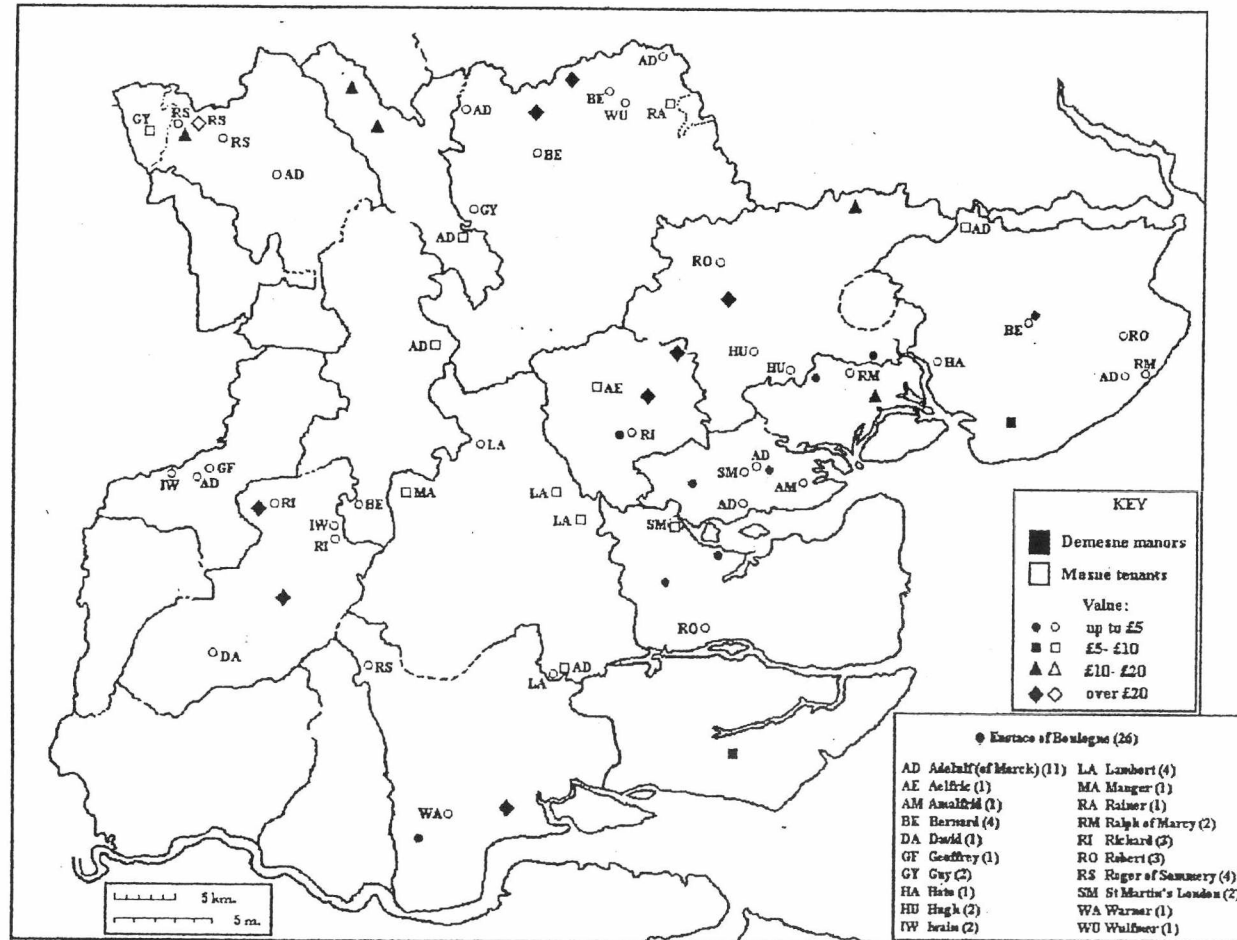 AD
BE
WU
RA
AD
GY
RS
RS
RS
BE
AD
GY
AD
AD
RO
AD
BE
RO
HU
HU
RM
HA
AD
RM
AE
RI
LA
AD
SM
AM
AD
IW
GF
AD
RI
BE
MA
LA
LA
SM
IW
RI
RO
DA
RS
LA
AD
WA
5 km.
5 m.
KEY
Demesne manors
Mesne tenants
Value:
up to £5
£5- £10
£10- £20
over £20
Eustace of Boulogne (26)
AD Adelulf (of Marck) (11)
AE Aelfric (1)
AM Amalfrid (1)
BE Bernard (4)
DA David (1)
GF Geoffrey (1)
GY Guy (2)
HA (1)
HU Hugh (2)
IW (2)
LA Lambert (4)
MA Manger (1)
RA Rainer (1)
RM Ralph of Marcy (2)
RI Rickard (3)
RO Robert (3)
RS Roger of Sommery (4)
SM St Martin's London (2)
WA Warner (1)
WU Wulfmer (1)